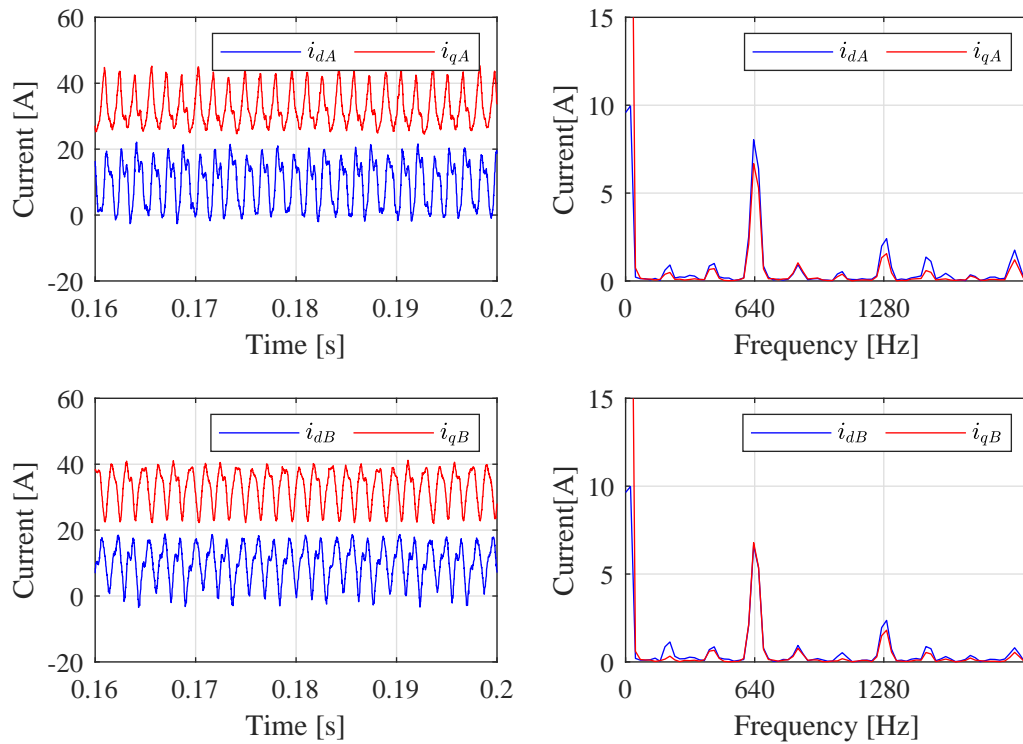 60
40
20
0
-20
Current [A]
i_dA i_qA
0.16 0.17 0.18 0.19 0.2
Time [s]
15
10
5
0
Current[A]
i_dA i_qA
0 640 1280
Frequency [Hz]
60
40
20
0
-20
Current [A]
i_dB i_qB
0.16 0.17 0.18 0.19 0.2
Time [s]
15
10
5
0
Current[A]
i_dB i_qB
0 640 1280
Frequency [Hz]